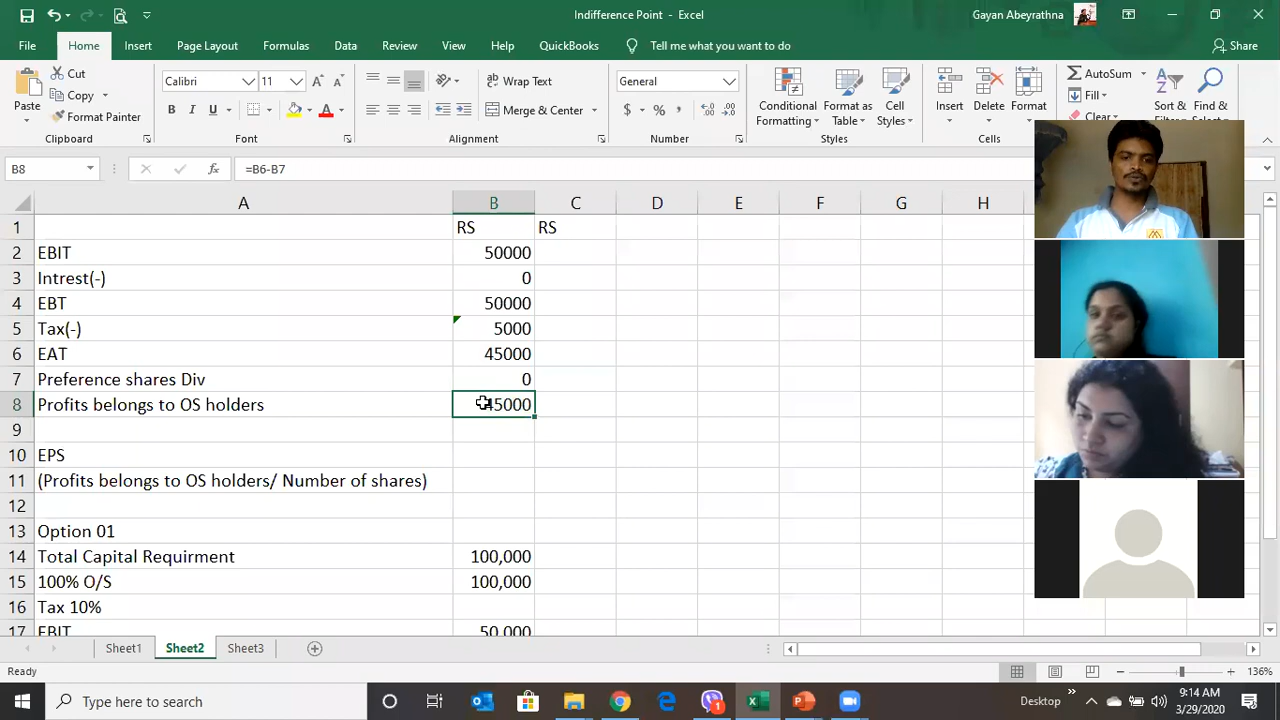 Indifference Point - Excel
Gayan Abeyrathna
File Home Insert Page Layout Formulas Data Review View Help QuickBooks Tell me what you want to do Share
Paste
Cut
Copy
Format Painter
Clipboard
Calibri 11
B I U
Font
Wrap Text
Merge & Center
Alignment
General
$ % ,
Number
Conditional
Formatting
Format as
Table
Cell
Styles
Styles
Insert
Delete
Format
Cells
AutoSum
Fill
Clear
Sort &
Find &
Select
B8 fx =B6-B7
A B C D E F G H
1 RS RS
2 EBIT 50000
3 Intrest(-) 0
4 EBT 50000
5 Tax(-) 5000
6 EAT 45000
7 Preference shares Div 0
8 Profits belongs to OS holders 45000
9
10 EPS
11 (Profits belongs to OS holders/ Number of shares)
12
13 Option 01
14 Total Capital Requirment 100,000
15 100% O/S 100,000
16 Tax 10%
17 EBIT 50,000
Sheet1 Sheet2 Sheet3
Ready
136%
Type here to search
1
Desktop
9:14 AM
3/29/2020